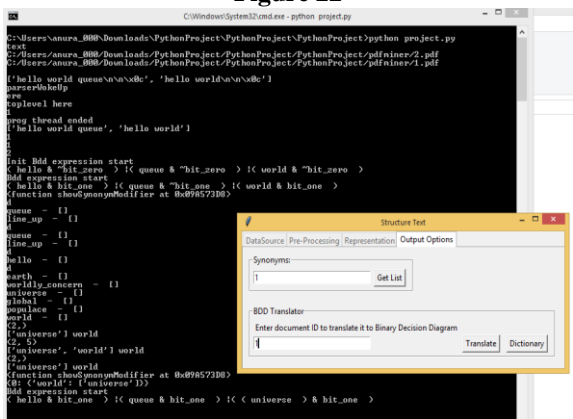 C:\Windows\System32\cmd.exe - python project.py
C:\Users\anura_000\Downloads\PythonProject\PythonProject\PythonProject>python project.py
text
C:/Users/anura_000/Downloads/PythonProject/PythonProject/PythonProject/pdfminer/2.pdf
C:/Users/anura_000/Downloads/PythonProject/PythonProject/PythonProject/pdfminer/1.pdf
['hello world queue\n\n\x0c', 'hello world\n\n\x0c']
parserWokeUp
ere
toplevel here
1
prog thread ended
['hello world queue', 'hello world']
1
1
2
Init Bdd expression start
( hello & ~bit_zero ) |( queue & ~bit_zero ) |( world & ~bit_zero )
Bdd expression start
( hello & bit_one ) |( queue & ~bit_one ) |( world & bit_one )
<function showSynonymModifier at 0x09A573D8>
d
queue - []
line_up - []
d
queue - []
line_up - []
d
hello - []
d
earth - []
worldly_concern - []
universe - []
global - []
populace - []
world - []
(2,)
['universe'] world
(2, 5)
['universe', 'world'] world
(2,)
['universe'] world
<function showSynonymModifier at 0x09A573D8>
{0: {'world': ['universe']}}
Bdd expression start
( hello & bit_one ) |( queue & bit_one ) |( ( universe ) & bit_one )
Structure Text
DataSource Pre-Processing Representation Output Options
Synonyms:
1 Get List
BDD Translator
Enter document ID to translate it to Binary Decision Diagram
1 Translate Dictionary